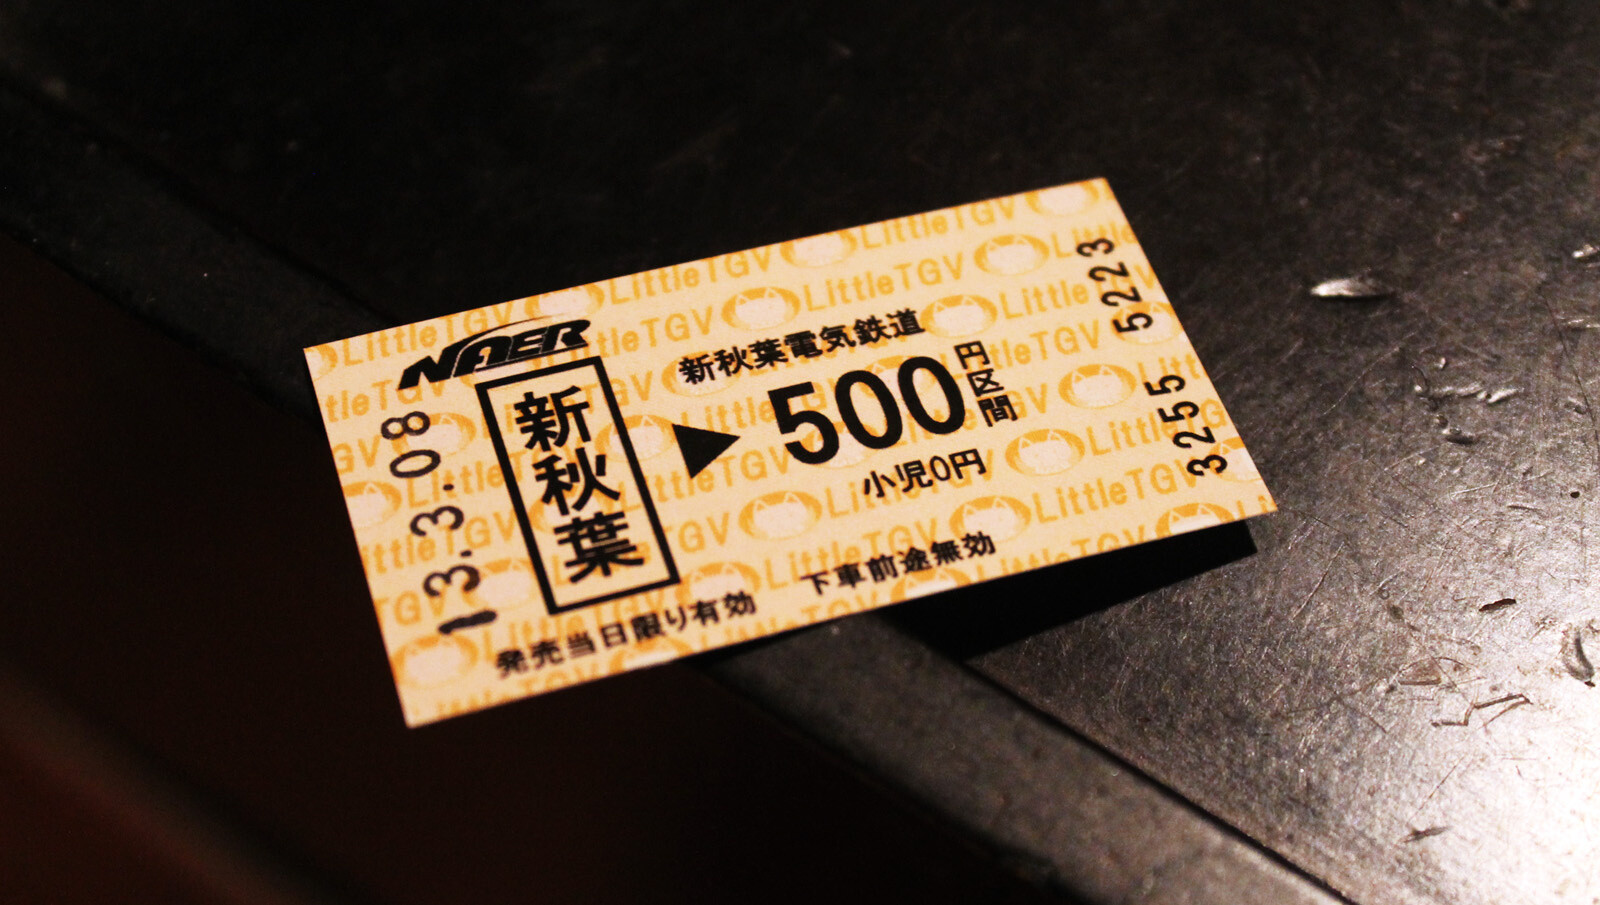 NAER
13.3.08
新秋葉
新秋葉電気鉄道
▶500円区間
小児0円
発売当日限り有効
下車前途無効
3255 5223
LittleTGV